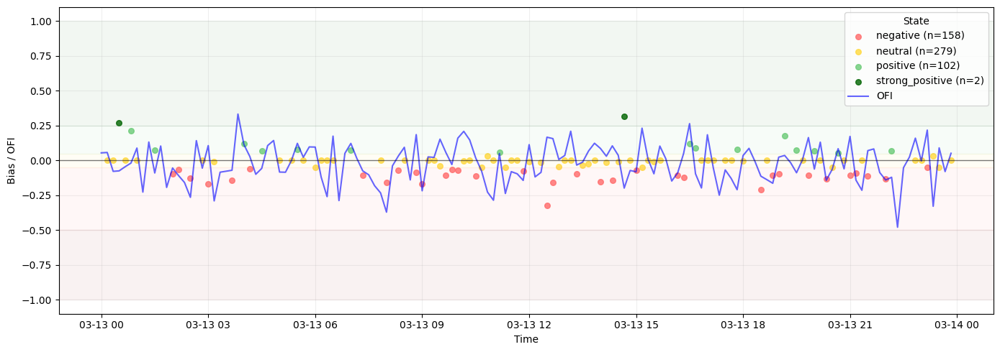 State
negative (n=158)
neutral (n=279)
positive (n=102)
strong_positive (n=2)
OFI
Bias / OFI
1.00
0.75
0.50
0.25
0.00
−0.25
−0.50
−0.75
−1.00
03-13 00
03-13 03
03-13 06
03-13 09
03-13 12
03-13 15
03-13 18
03-13 21
03-14 00
Time